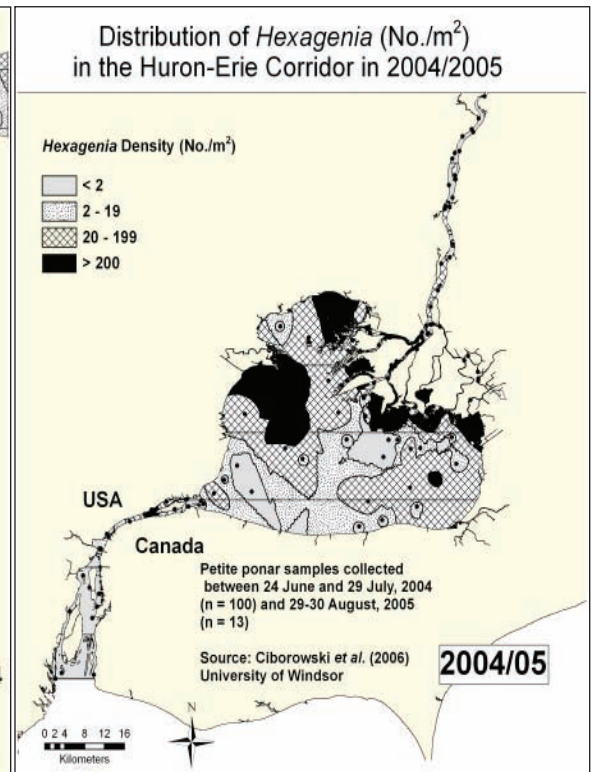 Distribution of Hexagenia (No./m²)
in the Huron-Erie Corridor in 2004/2005
Hexagenia Density (No./m²)
< 2
2 - 19
20 - 199
> 200
USA
Canada
Petite ponar samples collected
between 24 June and 29 July, 2004
(n = 100) and 29-30 August, 2005
(n = 13)
Source: Ciborowski et al. (2006)
University of Windsor
2004/05
N
0 2 4 8 12 16
Kilometers